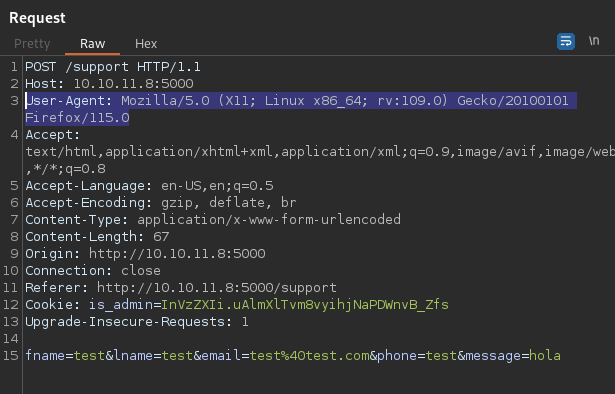 Request
Pretty Raw Hex
\n
1 POST /support HTTP/1.1
2 Host: 10.10.11.8:5000
3 User-Agent: Mozilla/5.0 (X11; Linux x86_64; rv:109.0) Gecko/20100101
Firefox/115.0
4 Accept:
text/html,application/xhtml+xml,application/xml;q=0.9,image/avif,image/web
,*/*;q=0.8
5 Accept-Language: en-US,en;q=0.5
6 Accept-Encoding: gzip, deflate, br
7 Content-Type: application/x-www-form-urlencoded
8 Content-Length: 67
9 Origin: http://10.10.11.8:5000
10 Connection: close
11 Referer: http://10.10.11.8:5000/support
12 Cookie: is_admin=InVzZXIi.uAlmXlTvm8vyihjNaPDWnvB_Zfs
13 Upgrade-Insecure-Requests: 1
14
15 fname=test&lname=test&email=test%40test.com&phone=test&message=hola